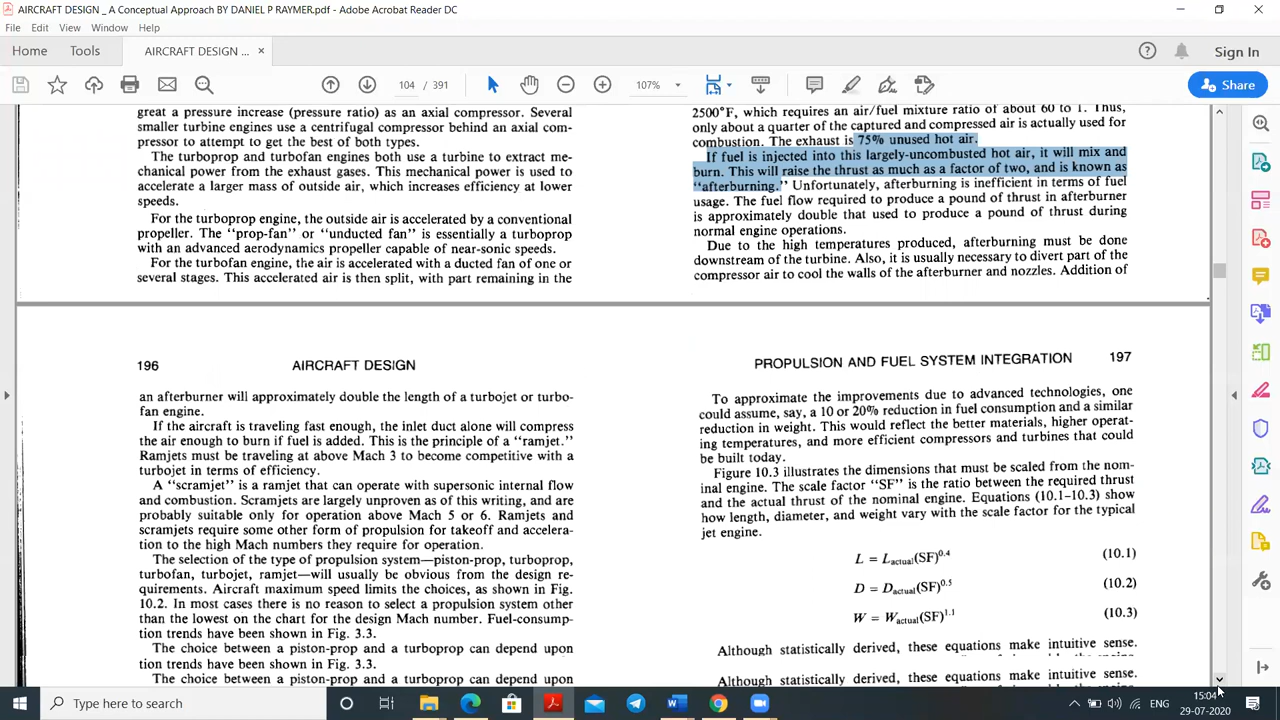 AIRCRAFT DESIGN _ A Conceptual Approach BY DANIEL P RAYMER.pdf - Adobe Acrobat Reader DC
File Edit View Window Help
Home Tools AIRCRAFT DESIGN ... × Sign In
104 / 391 107% Share
great a pressure increase (pressure ratio) as an axial compressor. Several
smaller turbine engines use a centrifugal compressor behind an axial com-
pressor to attempt to get the best of both types.
The turboprop and turbofan engines both use a turbine to extract me-
chanical power from the exhaust gases. This mechanical power is used to
accelerate a larger mass of outside air, which increases efficiency at lower
speeds.
For the turboprop engine, the outside air is accelerated by a conventional
propeller. The "prop-fan" or "unducted fan" is essentially a turboprop
with an advanced aerodynamics propeller capable of near-sonic speeds.
For the turbofan engine, the air is accelerated with a ducted fan of one or
several stages. This accelerated air is then split, with part remaining in the
2500°F, which requires an air/fuel mixture ratio of about 60 to 1. Thus,
only about a quarter of the captured and compressed air is actually used for
combustion. The exhaust is 75% unused hot air.
If fuel is injected into this largely-uncombusted hot air, it will mix and
burn. This will raise the thrust as much as a factor of two, and is known as
"afterburning." Unfortunately, afterburning is inefficient in terms of fuel
usage. The fuel flow required to produce a pound of thrust in afterburner
is approximately double that used to produce a pound of thrust during
normal engine operations.
Due to the high temperatures produced, afterburning must be done
downstream of the turbine. Also, it is usually necessary to divert part of the
compressor air to cool the walls of the afterburner and nozzles. Addition of
196 AIRCRAFT DESIGN
an afterburner will approximately double the length of a turbojet or turbo-
fan engine.
If the aircraft is traveling fast enough, the inlet duct alone will compress
the air enough to burn if fuel is added. This is the principle of a "ramjet."
Ramjets must be traveling at above Mach 3 to become competitive with a
turbojet in terms of efficiency.
A "scramjet" is a ramjet that can operate with supersonic internal flow
and combustion. Scramjets are largely unproven as of this writing, and are
probably suitable only for operation above Mach 5 or 6. Ramjets and
scramjets require some other form of propulsion for takeoff and accelera-
tion to the high Mach numbers they require for operation.
The selection of the type of propulsion system—piston-prop, turboprop,
turbofan, turbojet, ramjet—will usually be obvious from the design re-
quirements. Aircraft maximum speed limits the choices, as shown in Fig.
10.2. In most cases there is no reason to select a propulsion system other
than the lowest on the chart for the design Mach number. Fuel-consump-
tion trends have been shown in Fig. 3.3.
The choice between a piston-prop and a turboprop can depend upon
tion trends have been shown in Fig. 3.3.
The choice between a piston-prop and a turboprop can depend upon
PROPULSION AND FUEL SYSTEM INTEGRATION 197
To approximate the improvements due to advanced technologies, one
could assume, say, a 10 or 20% reduction in fuel consumption and a similar
reduction in weight. This would reflect the better materials, higher operat-
ing temperatures, and more efficient compressors and turbines that could
be built today.
Figure 10.3 illustrates the dimensions that must be scaled from the nom-
inal engine. The scale factor "SF" is the ratio between the required thrust
and the actual thrust of the nominal engine. Equations (10.1-10.3) show
how length, diameter, and weight vary with the scale factor for the typical
jet engine.
L = L_actual(SF)^0.4 (10.1)
D = D_actual(SF)^0.5 (10.2)
W = W_actual(SF)^1.1 (10.3)
Although statistically derived, these equations make intuitive sense.
Although statistically derived, these equations make intuitive sense.
Type here to search
15:04
29-07-2020